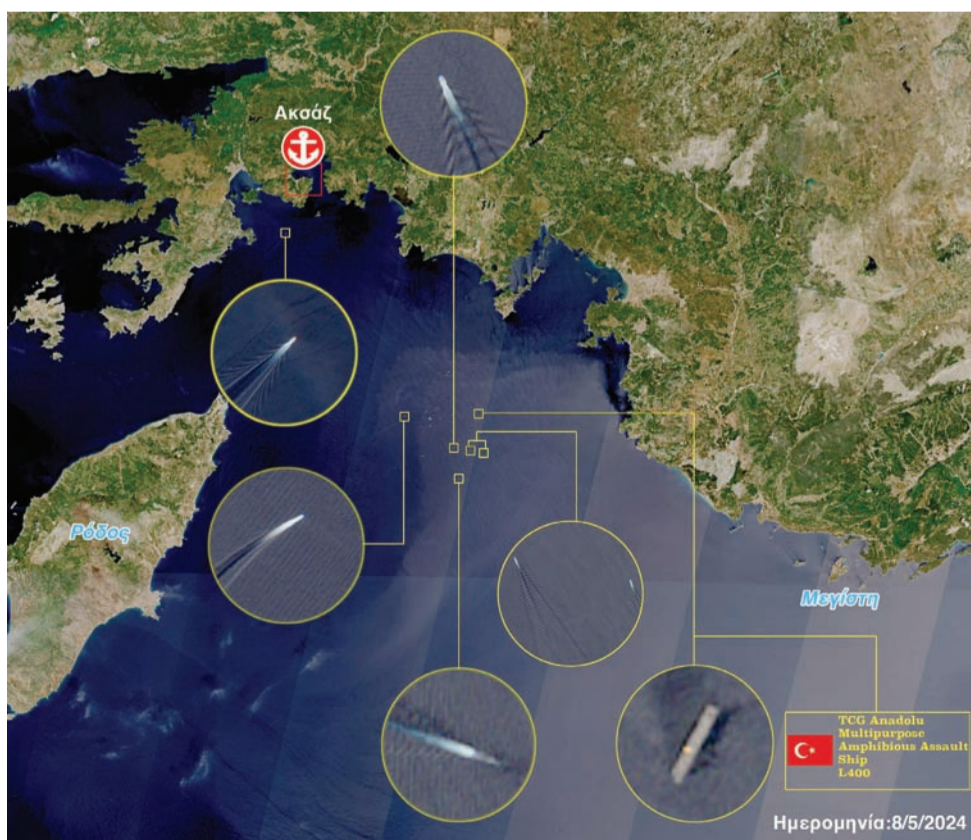 Ακσάζ
Ρόδος
Μεγίστη
TCG Anadolu
Multipurpose
Amphibious Assault
Ship
L400
Ημερομηνία:8/5/2024